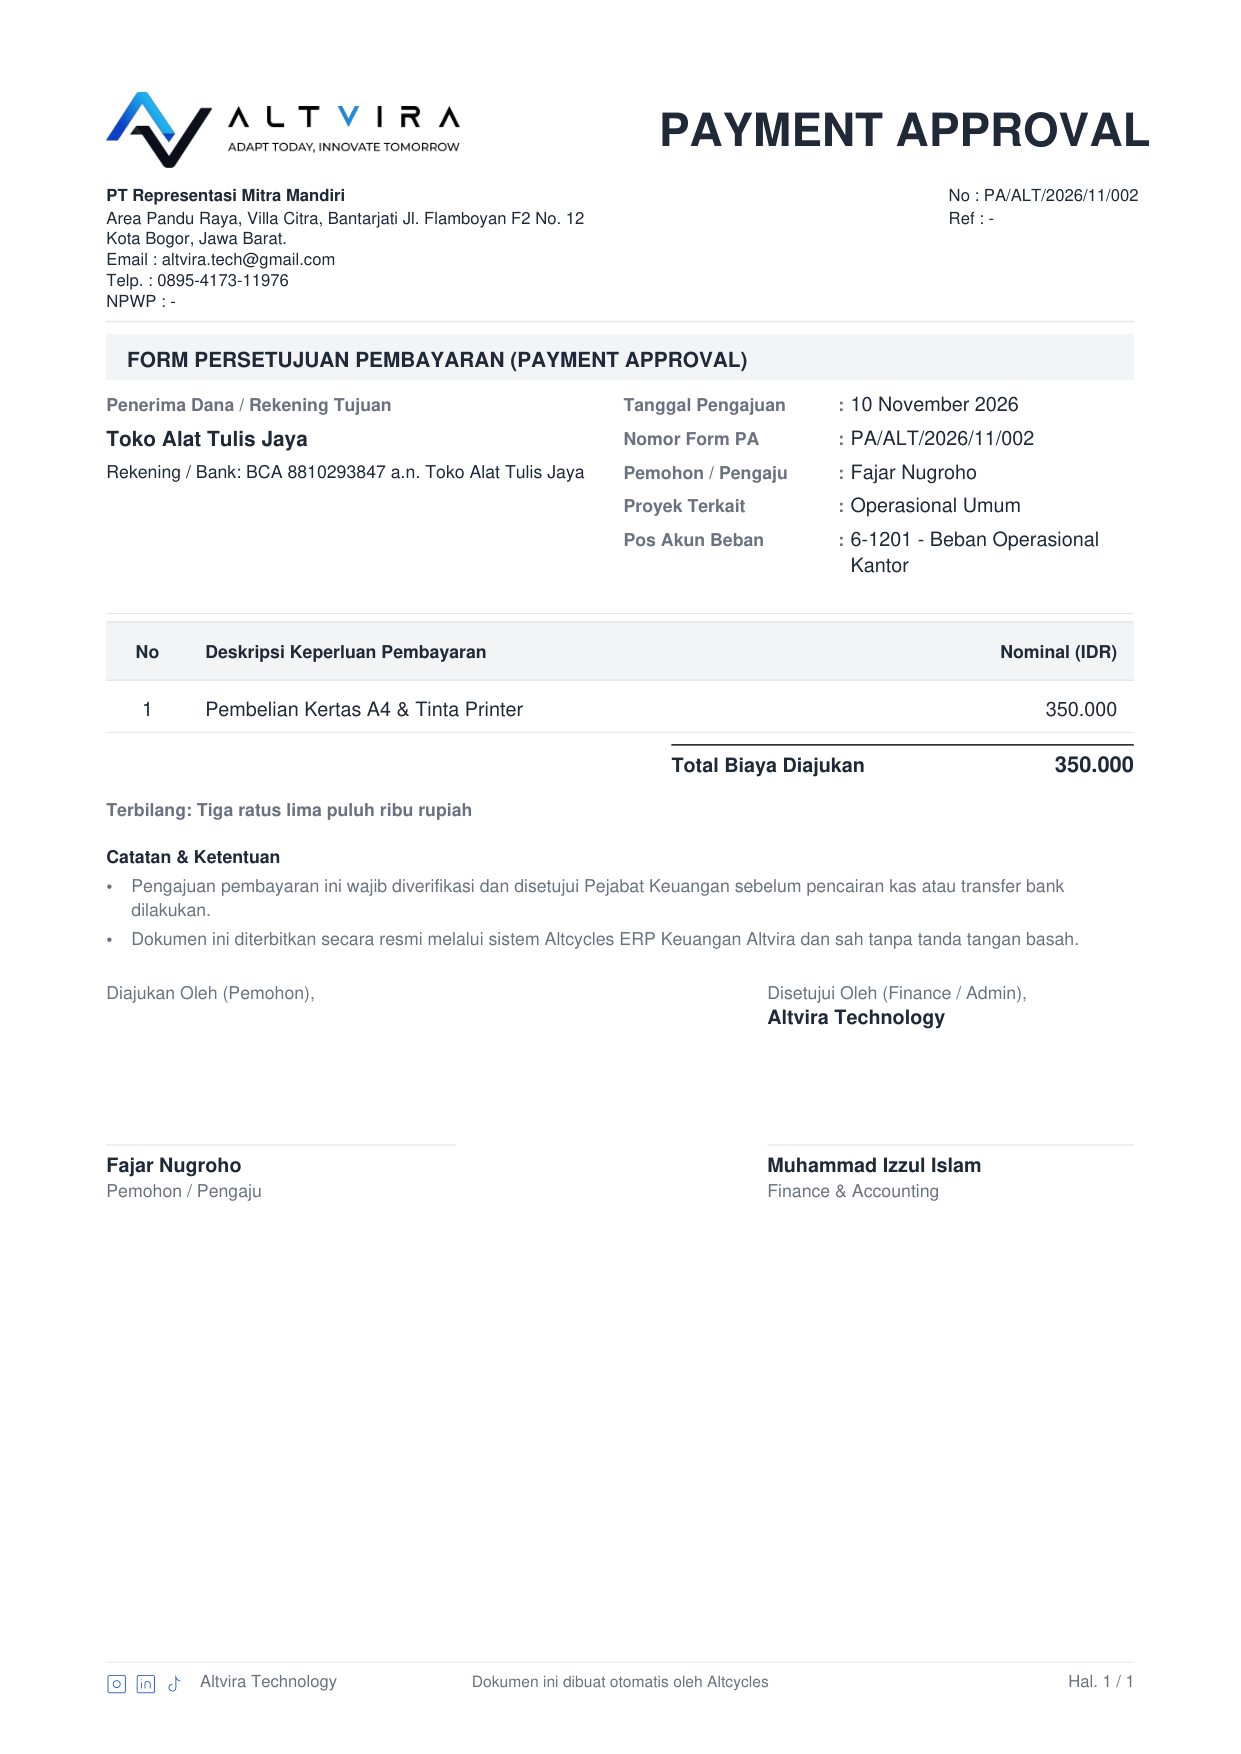 ALTVIRA
ADAPT TODAY, INNOVATE TOMORROW
PAYMENT APPROVAL
PT Representasi Mitra Mandiri
Area Pandu Raya, Villa Citra, Bantarjati Jl. Flamboyan F2 No. 12
Kota Bogor, Jawa Barat.
Email : altvira.tech@gmail.com
Telp. : 0895-4173-11976
NPWP : -
No : PA/ALT/2026/11/002
Ref : -
FORM PERSETUJUAN PEMBAYARAN (PAYMENT APPROVAL)
Penerima Dana / Rekening Tujuan
Toko Alat Tulis Jaya
Rekening / Bank: BCA 8810293847 a.n. Toko Alat Tulis Jaya
Tanggal Pengajuan : 10 November 2026
Nomor Form PA : PA/ALT/2026/11/002
Pemohon / Pengaju : Fajar Nugroho
Proyek Terkait : Operasional Umum
Pos Akun Beban : 6-1201 - Beban Operasional
Kantor
No Deskripsi Keperluan Pembayaran Nominal (IDR)
1 Pembelian Kertas A4 & Tinta Printer 350.000
Total Biaya Diajukan 350.000
Terbilang: Tiga ratus lima puluh ribu rupiah
Catatan & Ketentuan
• Pengajuan pembayaran ini wajib diverifikasi dan disetujui Pejabat Keuangan sebelum pencairan kas atau transfer bank
dilakukan.
• Dokumen ini diterbitkan secara resmi melalui sistem Altcycles ERP Keuangan Altvira dan sah tanpa tanda tangan basah.
Diajukan Oleh (Pemohon),
Disetujui Oleh (Finance / Admin),
Altvira Technology
Fajar Nugroho
Pemohon / Pengaju
Muhammad Izzul Islam
Finance & Accounting
Altvira Technology Dokumen ini dibuat otomatis oleh Altcycles Hal. 1 / 1